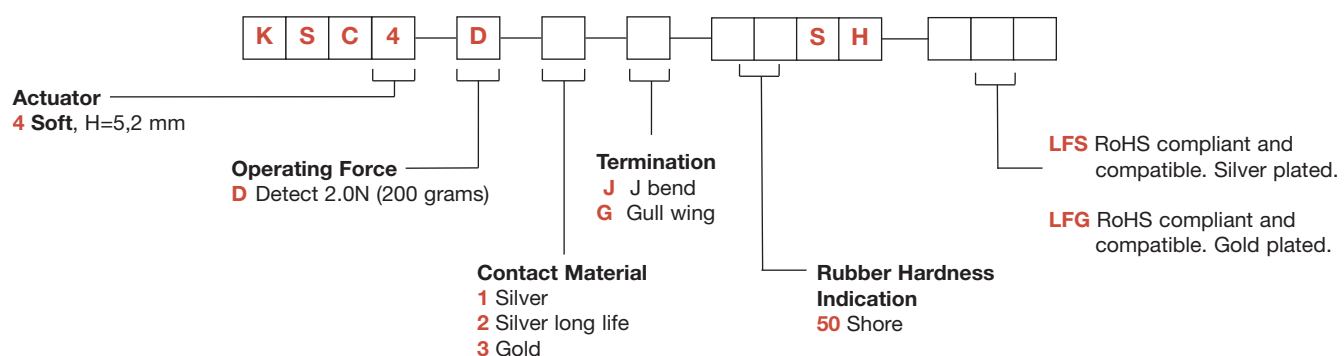 K S C 4 D S H
Actuator
4 Soft, H=5,2 mm
Operating Force
D Detect 2.0N (200 grams)
Contact Material
1 Silver
2 Silver long life
3 Gold
Termination
J J bend
G Gull wing
Rubber Hardness
Indication
50 Shore
LFS RoHS compliant and
compatible. Silver plated.
LFG RoHS compliant and
compatible. Gold plated.